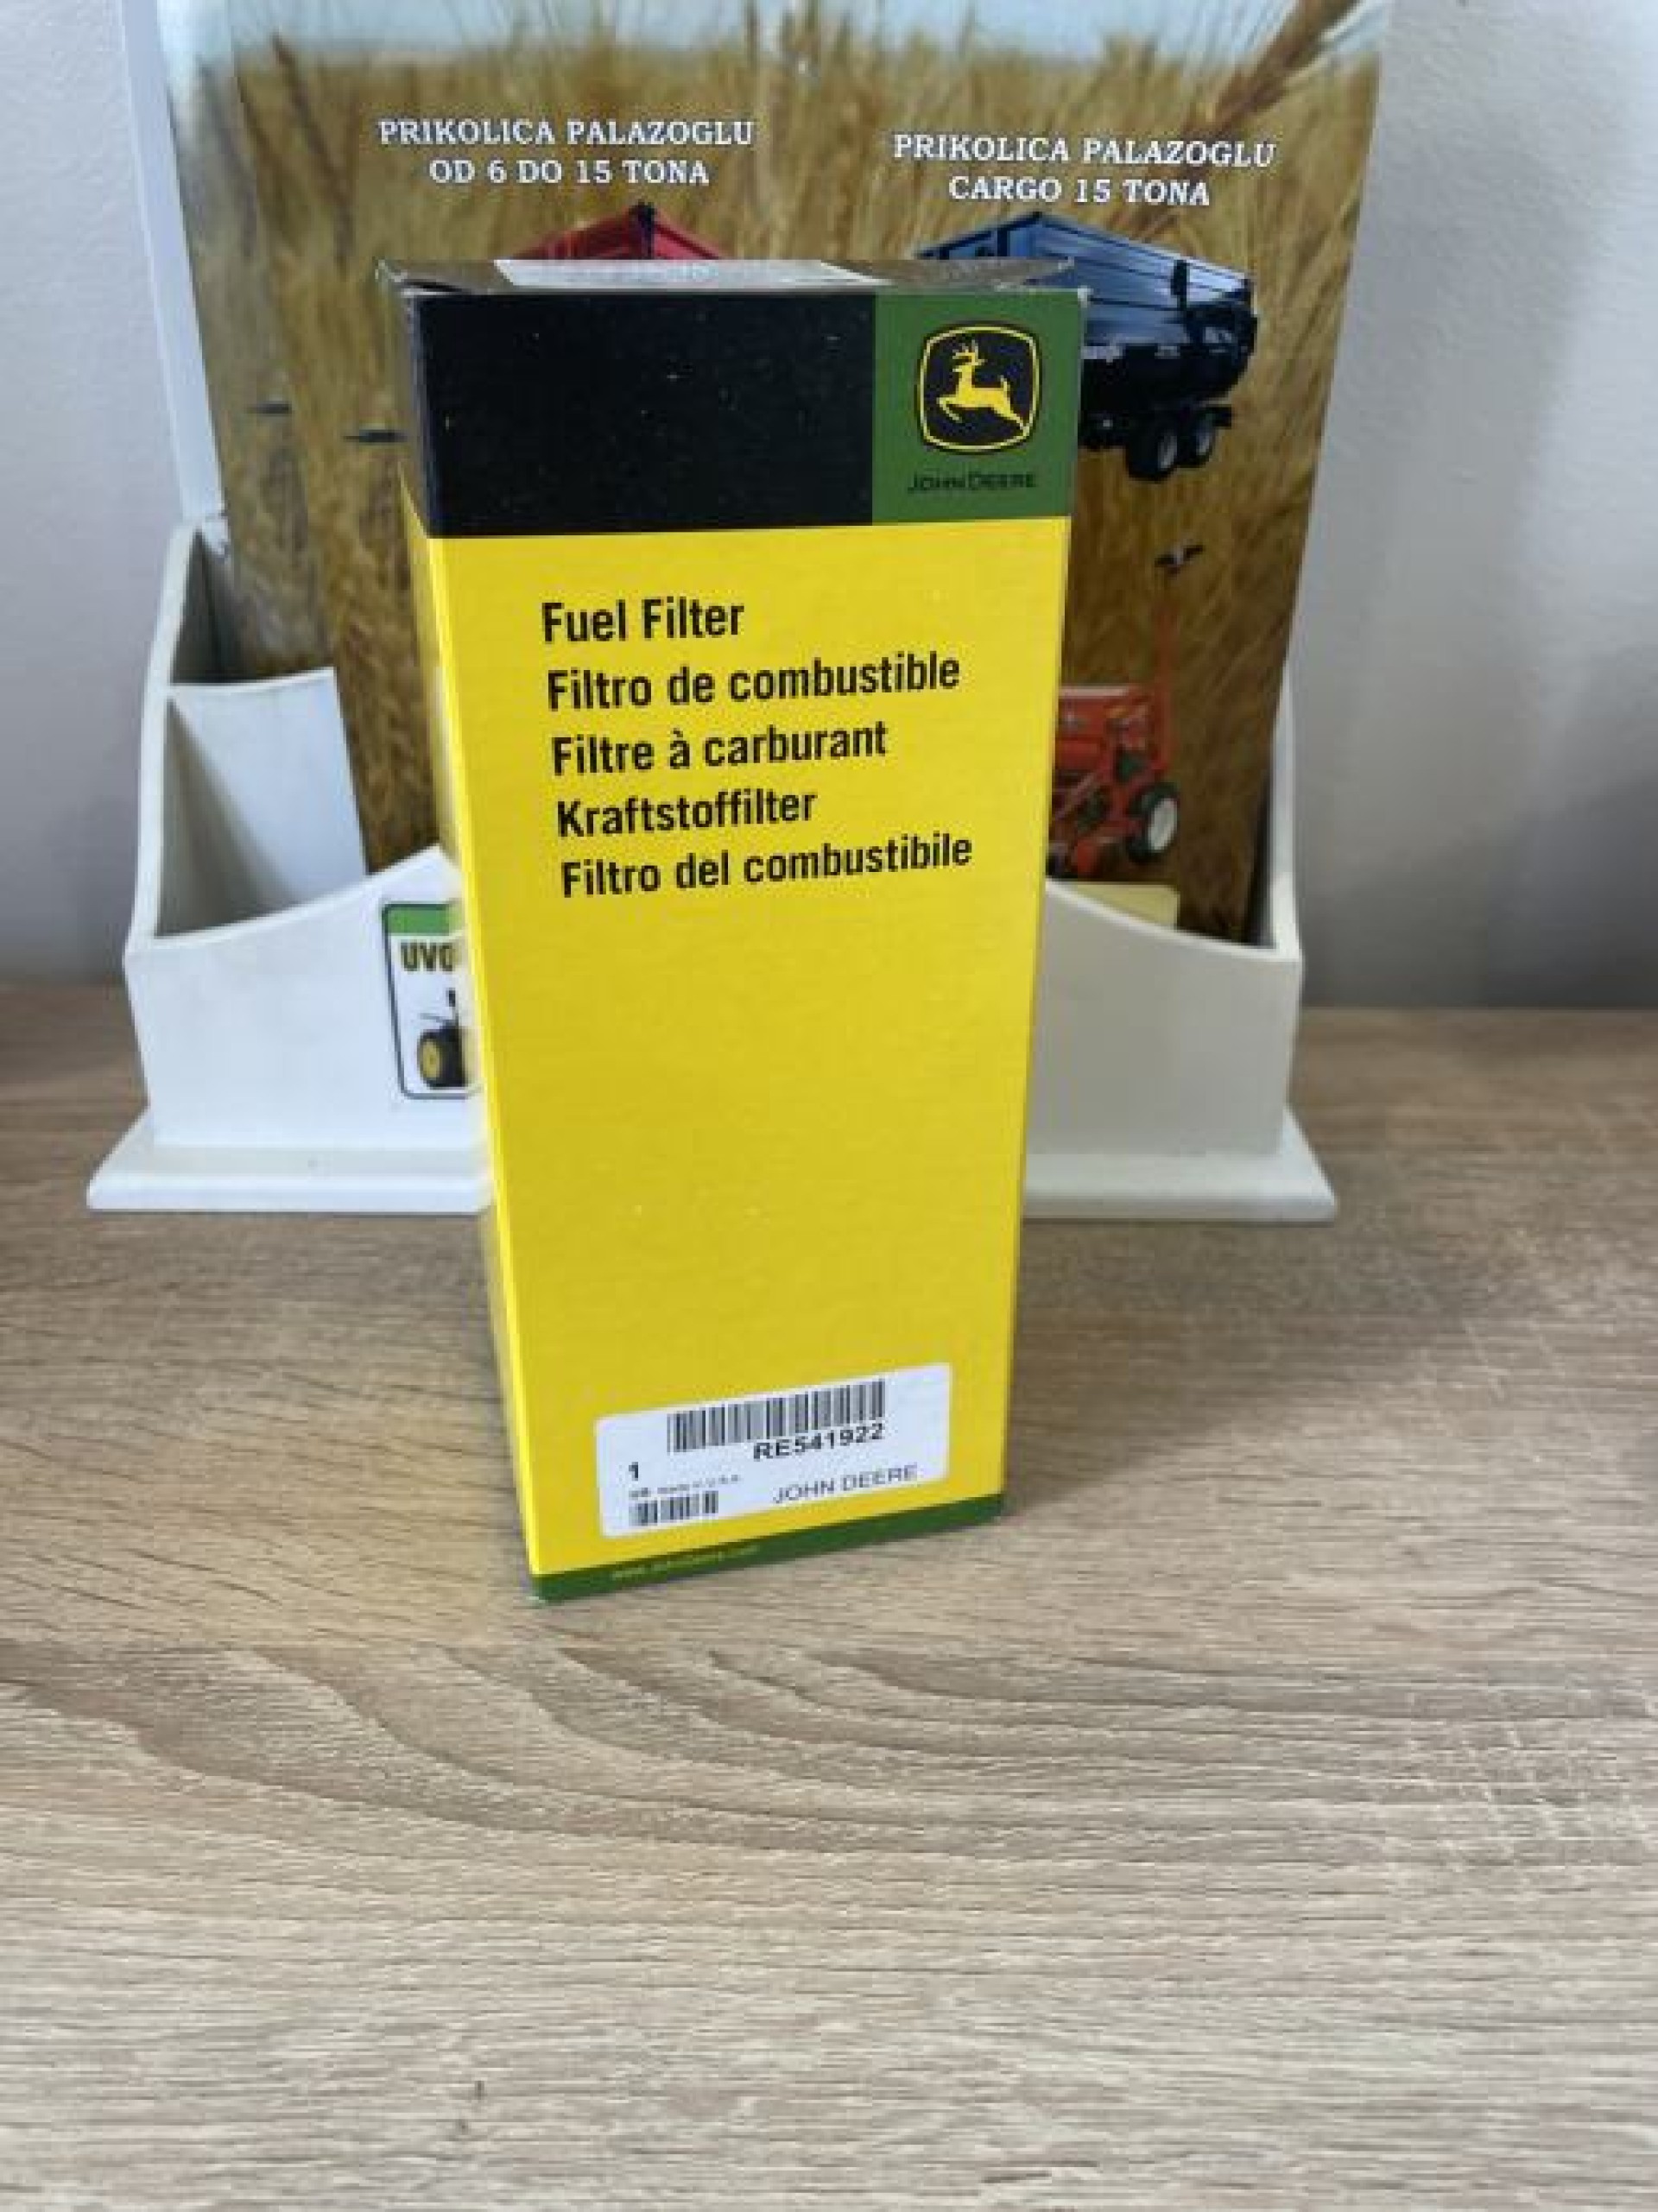 PRIKOLICA PALAZOGLU
OD 6 DO 15 TONA
PRIKOLICA PALAZOGLU
CARGO 15 TONA
JOHN DEERE
Fuel Filter
Filtro de combustible
Filtre à carburant
Kraftstoffilter
Filtro del combustibile
UVO
RE541922
1
JOHN DEERE